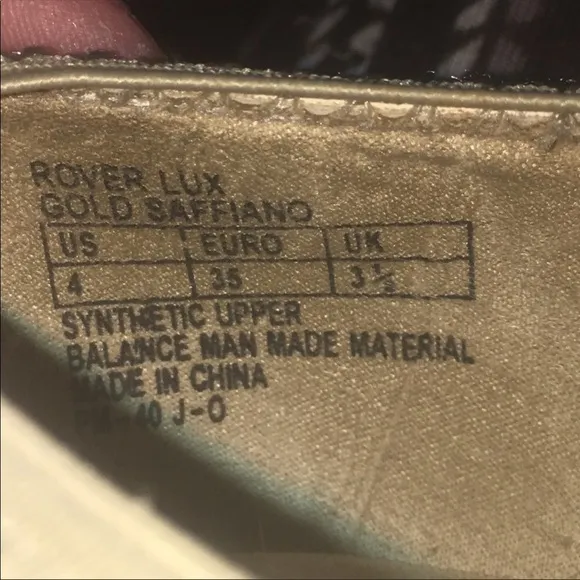 ROVER LUX
GOLD SAFFIANO
US EURO UK
4 35 3 ½
SYNTHETIC UPPER
BALANCE MAN MADE MATERIAL
MADE IN CHINA
J-O